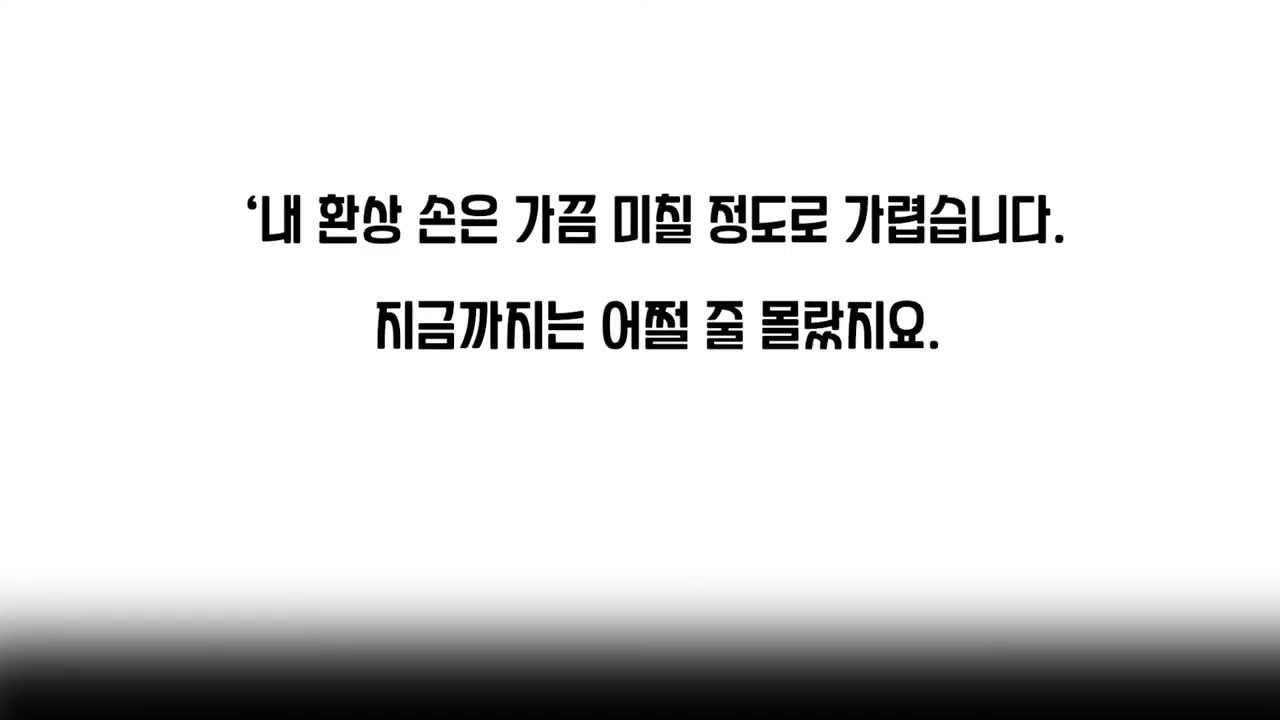 ‘내 환상 손은 가끔 미칠 정도로 가렵습니다.
지금까지는 어쩔 줄 몰랐지요.